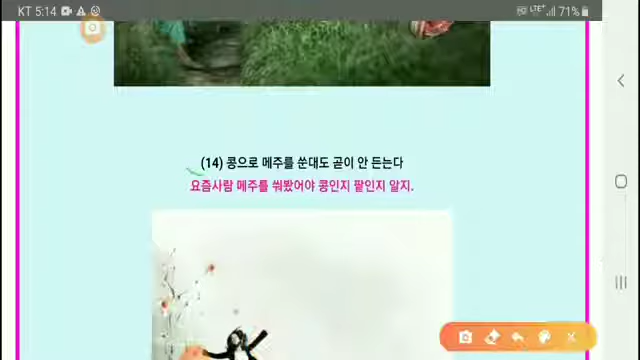 KT 5:14
LTE+ 71%
(14) 콩으로 메주를 쑨대도 곧이 안 든는다
요즘사람 메주를 쒀봤어야 콩인지 팥인지 알지.